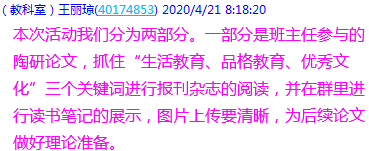 （教科室）王丽琼(40174853) 2020/4/21 8:18:20
本次活动我们分为两部分。一部分是班主任参与的
陶研论文，抓住“生活教育、品格教育、优秀文
化”三个关键词进行报刊杂志的阅读，并在群里进
行读书笔记的展示，图片上传要清晰，为后续论文
做好理论准备。